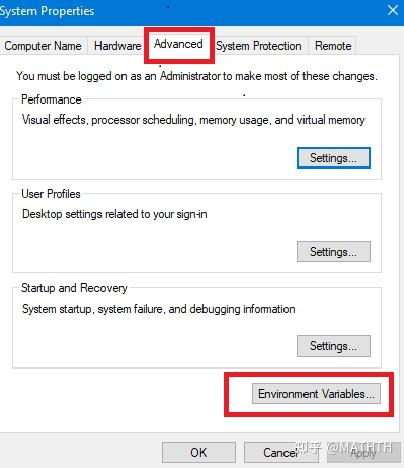 System Properties
Computer Name Hardware Advanced System Protection Remote
You must be logged on as an Administrator to make most of these changes.
Performance
Visual effects, processor scheduling, memory usage, and virtual memory
Settings...
User Profiles
Desktop settings related to your sign-in
Settings...
Startup and Recovery
System startup, system failure, and debugging information
Settings...
Environment Variables...
OK Cancel Apply
知乎 @MATHTH